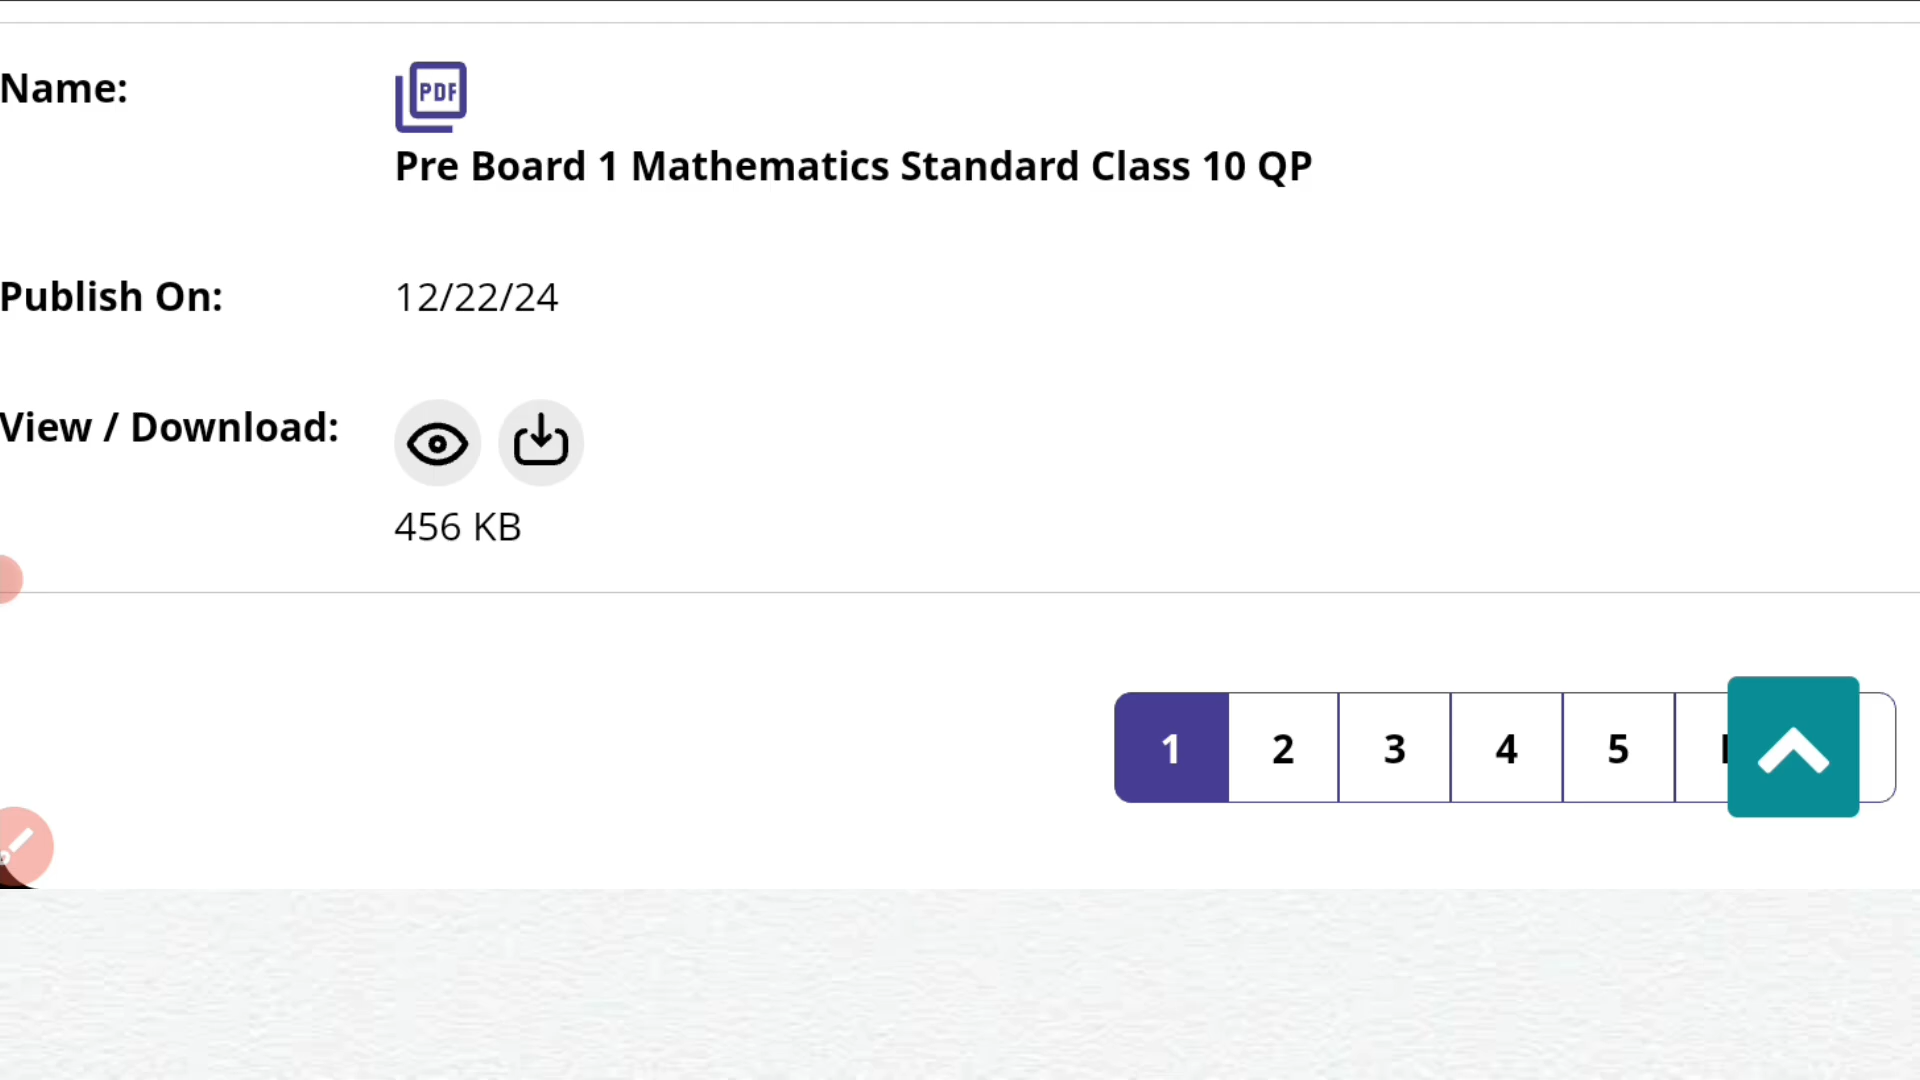 Name:
PDF
Pre Board 1 Mathematics Standard Class 10 QP
Publish On:
12/22/24
View / Download:
456 KB
1 2 3 4 5